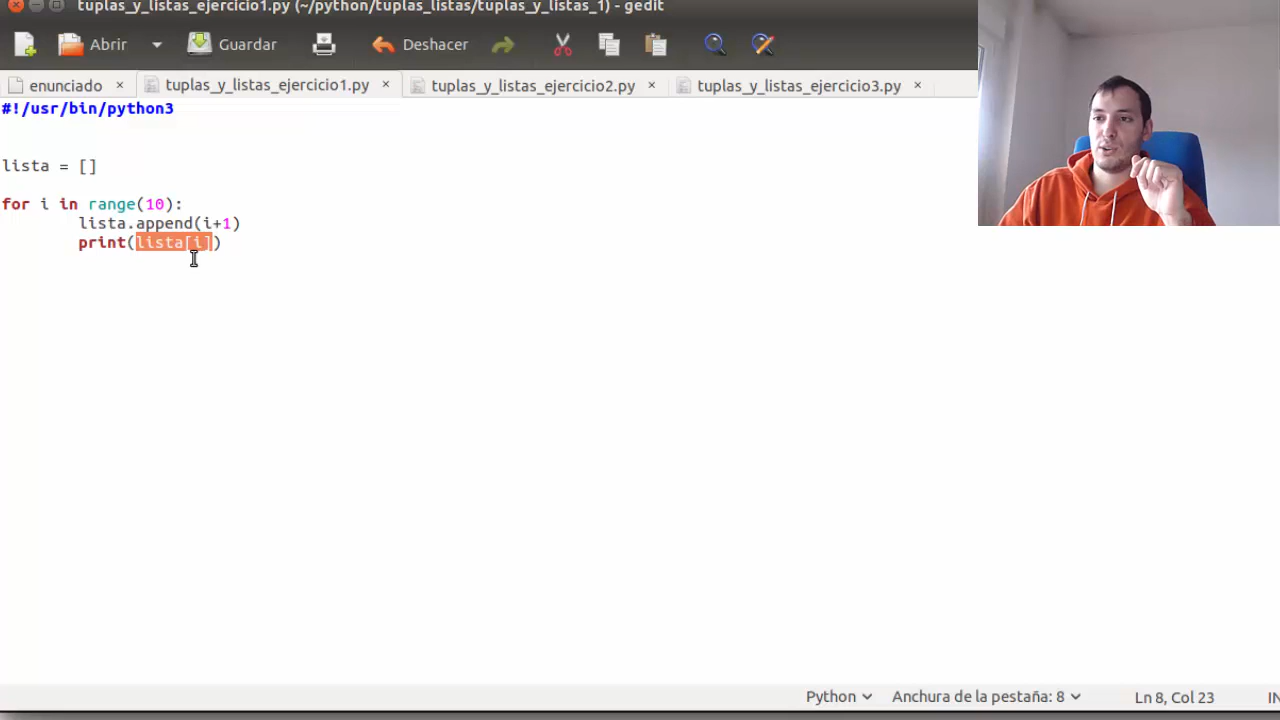 tuplas_y_listas_ejercicio1.py (~/python/tuplas_listas/tuplas_y_listas_1) - gedit
Abrir Guardar Deshacer
enunciado × tuplas_y_listas_ejercicio1.py × tuplas_y_listas_ejercicio2.py × tuplas_y_listas_ejercicio3.py ×
#!/usr/bin/python3
lista = []
for i in range(10):
lista.append(i+1)
print(lista[i])
Python Anchura de la pestaña: 8 Ln 8, Col 23